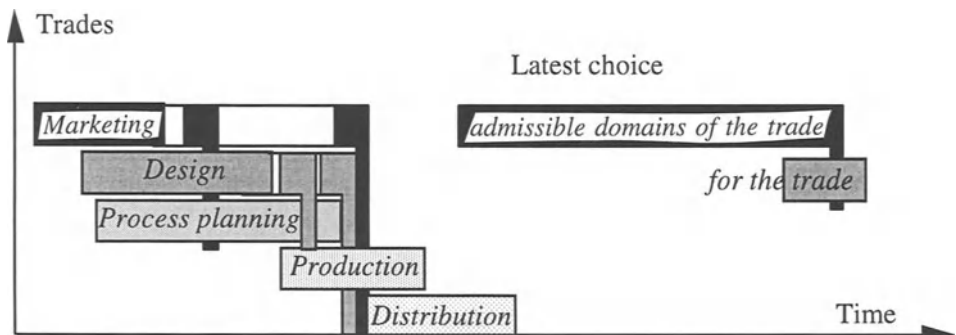 Trades
Latest choice
Marketing
admissible domains of the trade
Design
for the trade
Process planning
Production
Distribution
Time